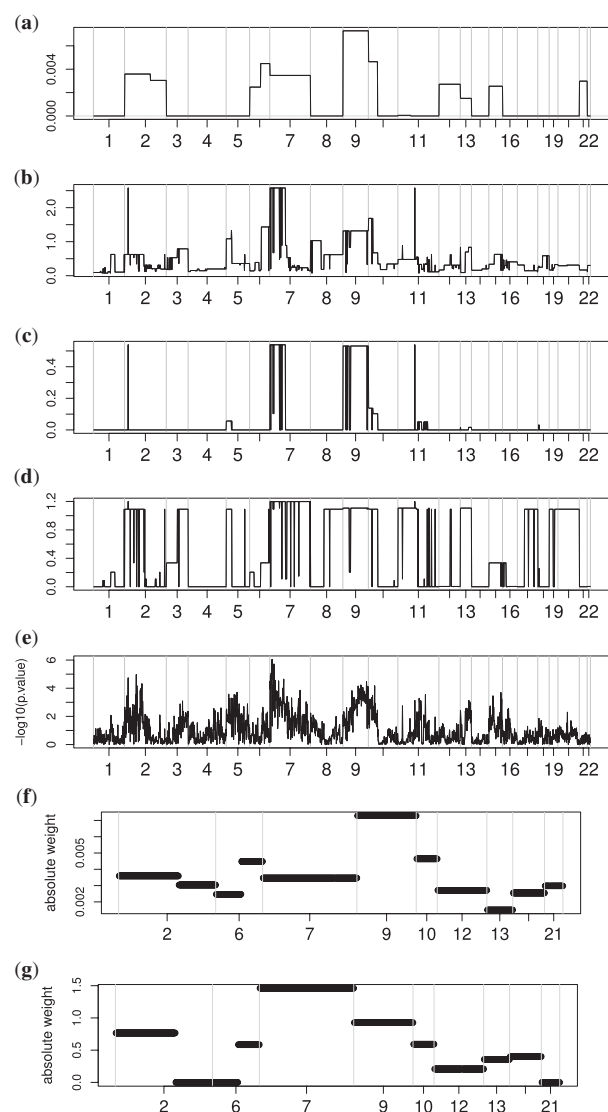 (a)
0.004
0.000
1 2 3 4 5 7 9 11 13 16 19 22
(b)
2.0
1.0
0.0
1 2 3 4 5 7 9 11 13 16 19 22
(c)
0.4
0.2
0.0
1 2 3 4 5 7 9 11 13 16 19 22
(d)
1.2
0.8
0.4
0.0
1 2 3 4 5 7 9 11 13 16 19 22
(e)
−log10(p.value)
6
4
2
0
1 2 3 4 5 7 9 11 13 16 19 22
(f)
absolute weight
0.005
0.002
2 6 7 9 10 12 13 21
(g)
absolute weight
1.5
1.0
0.5
0.0
2 6 7 9 10 12 13 21